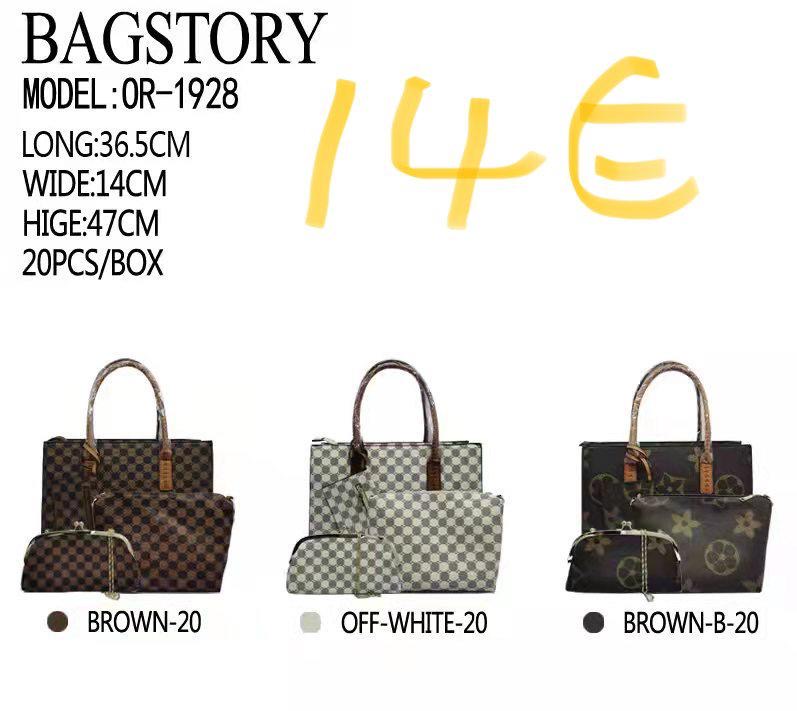 BAGSTORY
MODEL:OR-1928
LONG:36.5CM
WIDE:14CM
HIGE:47CM
20PCS/BOX
14E
BROWN-20
OFF-WHITE-20
BROWN-B-20